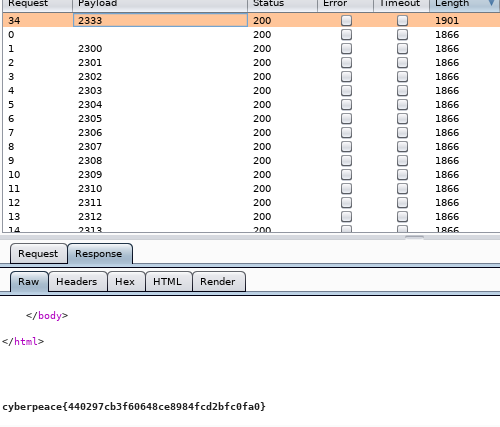 Request Payload Status Error Timeout Length
34 2333 200 1901
0 200 1866
1 2300 200 1866
2 2301 200 1866
3 2302 200 1866
4 2303 200 1866
5 2304 200 1866
6 2305 200 1866
7 2306 200 1866
8 2307 200 1866
9 2308 200 1866
10 2309 200 1866
11 2310 200 1866
12 2311 200 1866
13 2312 200 1866
14 2313 200 1866
Request Response
Raw Headers Hex HTML Render
</body>
</html>
cyberpeace{440297cb3f60648ce8984fcd2bfc0fa0}